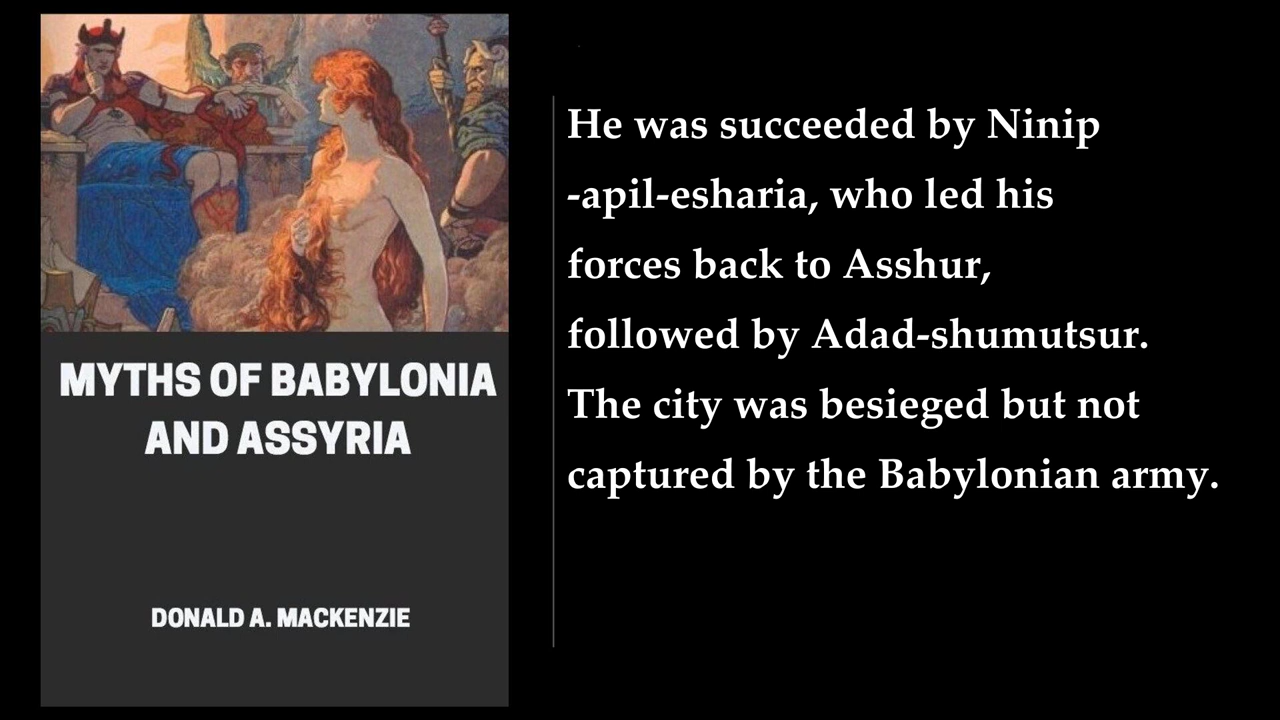 MYTHS OF BABYLONIA
AND ASSYRIA
DONALD A. MACKENZIE
He was succeeded by Ninip
-apil-esharia, who led his
forces back to Asshur,
followed by Adad-shumutsur.
The city was besieged but not
captured by the Babylonian army.